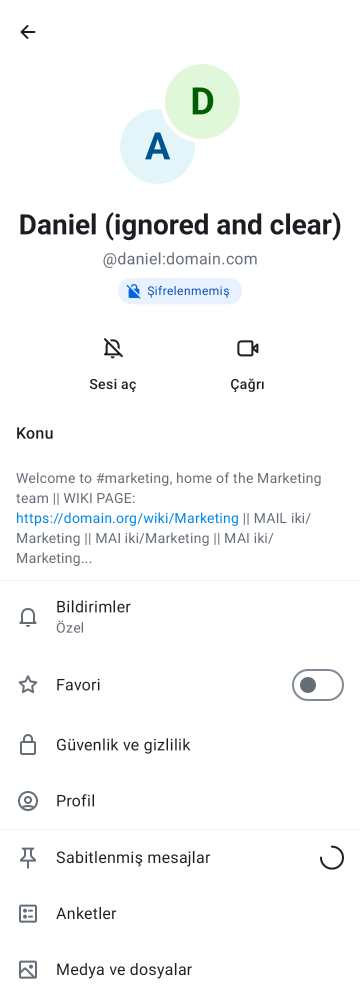 D
A
Daniel (ignored and clear)
@daniel:domain.com
Şifrelenmemiş
Sesi aç
Çağrı
Konu
Welcome to #marketing, home of the Marketing
team || WIKI PAGE:
https://domain.org/wiki/Marketing || MAIL iki/
Marketing || MAI iki/Marketing || MAI iki/
Marketing...
Bildirimler
Özel
Favori
Güvenlik ve gizlilik
Profil
Sabitlenmiş mesajlar
Anketler
Medya ve dosyalar